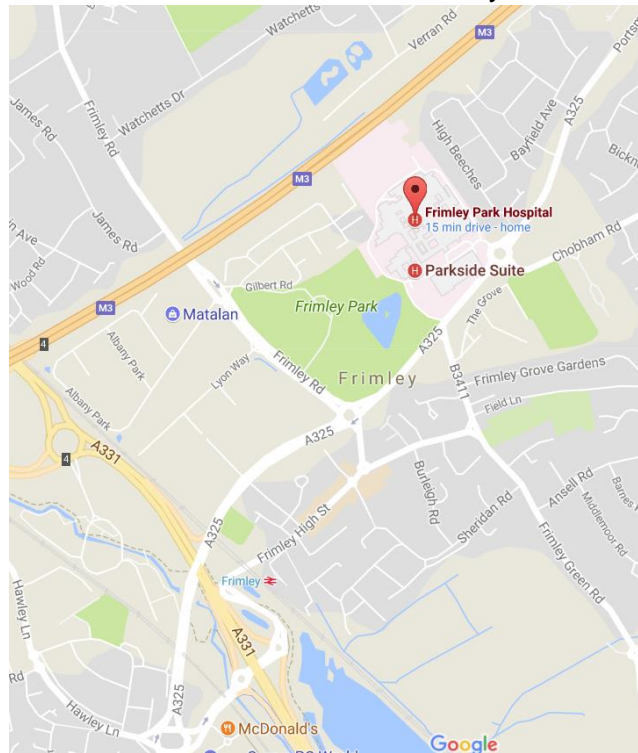 Watchetts
Verran Rd
M3
Portsm
Frimley Rd
Watchetts Dr
James Rd
A325
High Beeches
Bayfield Ave
Bickn
M3
Frimley Park Hospital
15 min drive - home
James Rd
n Ave
Wood Rd
Chobham Rd
Parkside Suite
Gilbert Rd
Frimley Park
M3
Matalan
The Grove
A325
4
Albany Park
Lyon Way
Frimley Rd
Frimley
B3411
Frimley Grove Gardens
Field Ln
Albany Park
A331
A325
4
Burleigh Rd
Ansell Rd
Barnes
Middlemoor Rd
Sheridan Rd
A325
Frimley High St
Frimley Green Rd
Frimley
Hawley Ln
A331
Rd
A325
Hawley Ln
McDonald's
Google